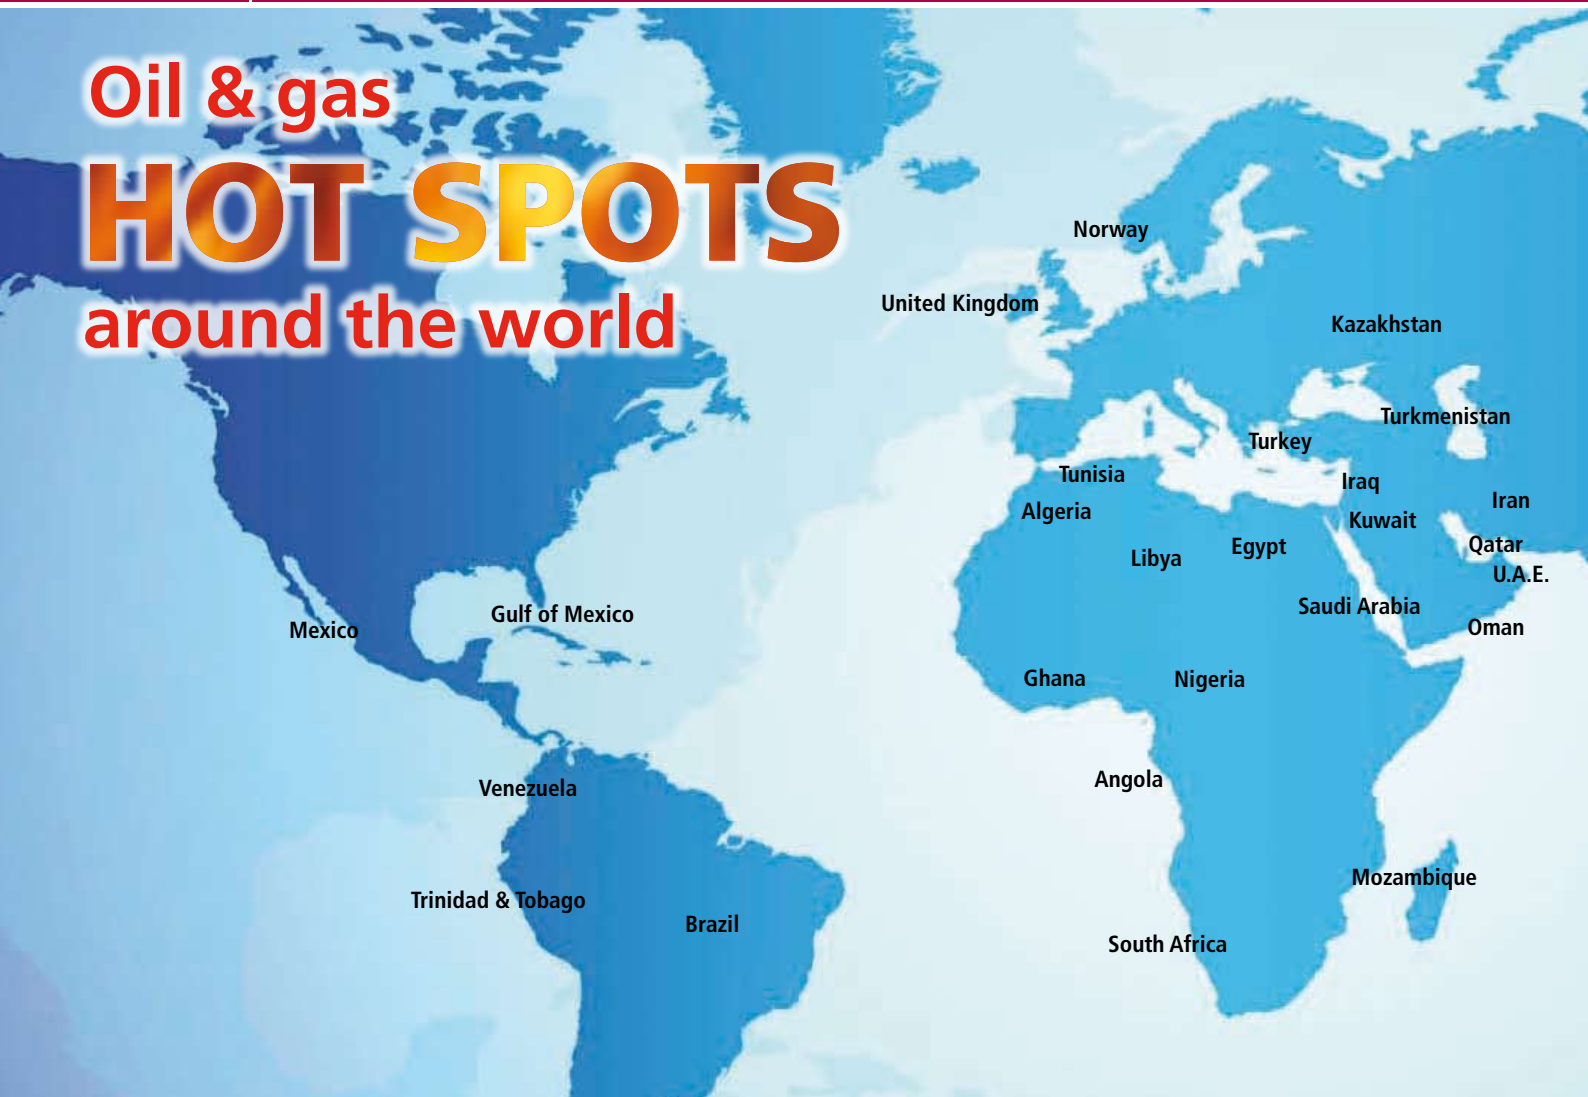 Oil & gas
HOT SPOTS
around the world
Norway
United Kingdom
Kazakhstan
Turkmenistan
Turkey
Tunisia
Iraq
Iran
Algeria
Kuwait
Qatar
Egypt
Libya
U.A.E.
Saudi Arabia
Gulf of Mexico
Mexico
Oman
Ghana
Nigeria
Angola
Venezuela
Mozambique
Trinidad & Tobago
Brazil
South Africa